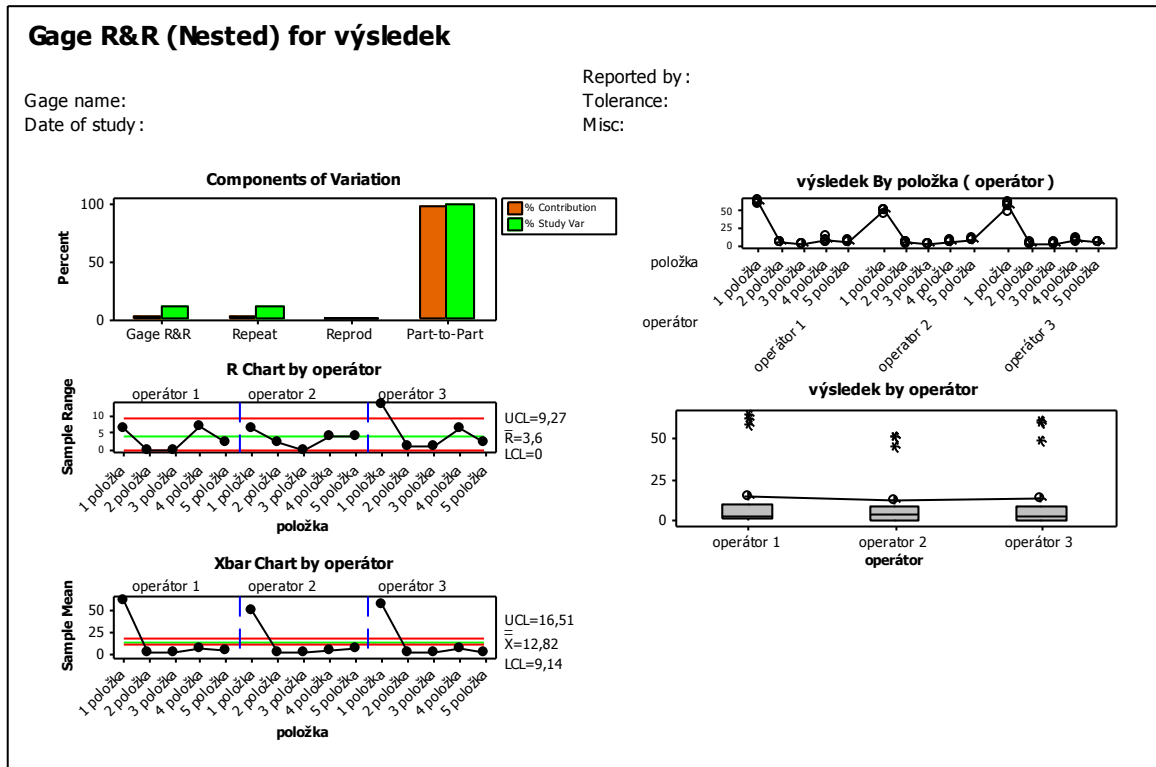 Gage R&R (Nested) for výsledek
Gage name:
Date of study:
Reported by:
Tolerance:
Misc:
Components of Variation
100
50
0
Percent
Gage R&R
Repeat
Reprod
Part-to-Part
% Contribution
% Study Var
R Chart by operátor
operátor 1
operator 2
operátor 3
10
5
0
Sample Range
UCL=9,27
R=3,6
LCL=0
1 položka
2 položka
3 položka
4 položka
5 položka
1 položka
2 položka
3 položka
4 položka
5 položka
1 položka
2 položka
3 položka
4 položka
5 položka
položka
Xbar Chart by operátor
operátor 1
operator 2
operátor 3
50
25
0
Sample Mean
UCL=16,51
X=12,82
LCL=9,14
1 položka
2 položka
3 položka
4 položka
5 položka
1 položka
2 položka
3 položka
4 položka
5 položka
1 položka
2 položka
3 položka
4 položka
5 položka
položka
výsledek By položka ( operátor )
50
25
0
položka
1 položka
2 položka
3 položka
4 položka
5 položka
1 položka
2 položka
3 položka
4 položka
5 položka
1 položka
2 položka
3 položka
4 položka
5 položka
operátor
operátor 1
operator 2
operátor 3
výsledek by operátor
50
25
0
operátor 1
operator 2
operátor 3
operátor